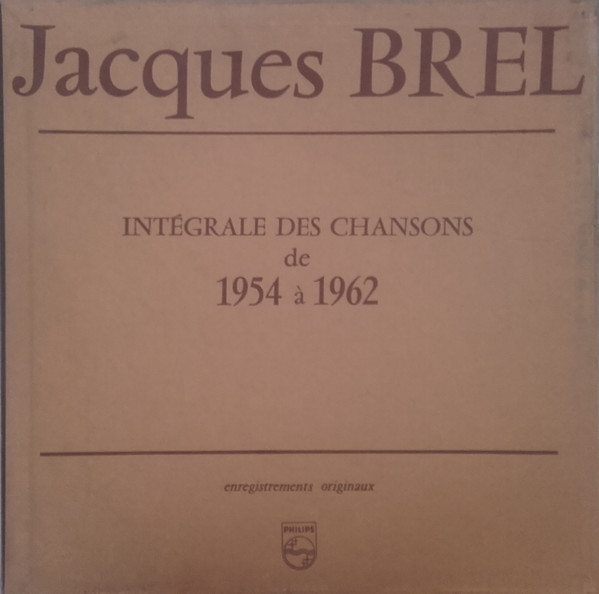 Jacques BREL
INTÉGRALE DES CHANSONS
de
1954 à 1962
enregistrements originaux
PHILIPS